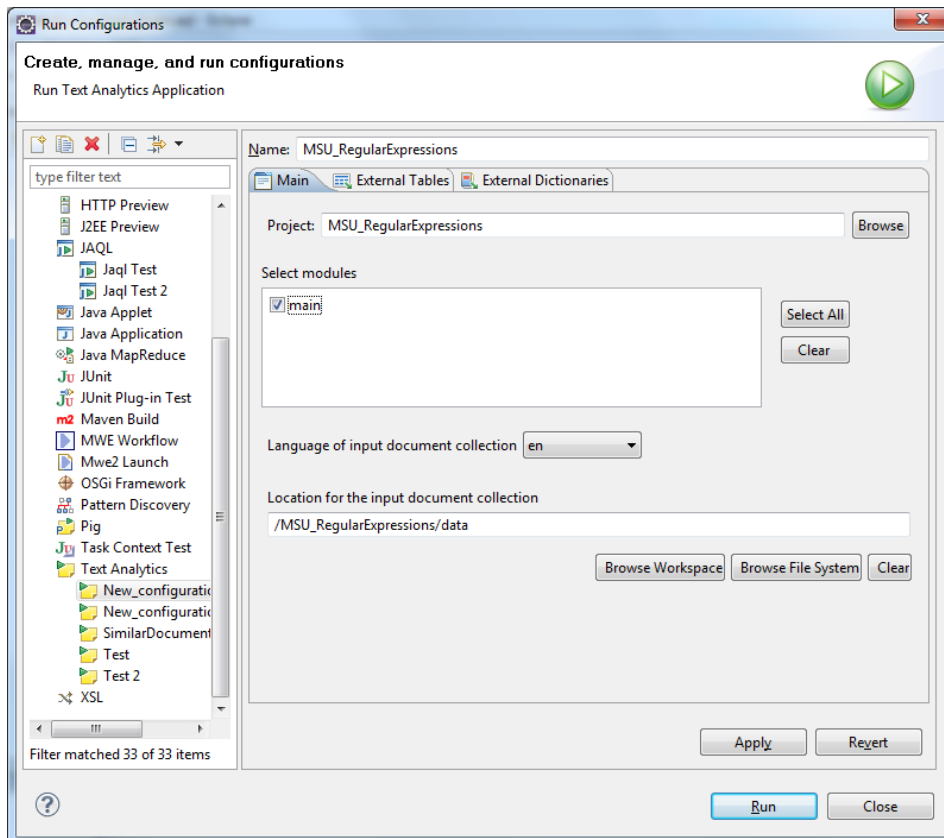 Run Configurations
Create, manage, and run configurations
Run Text Analytics Application
type filter text
HTTP Preview
J2EE Preview
JAQL
Jaql Test
Jaql Test 2
Java Applet
Java Application
Java MapReduce
JUnit
JUnit Plug-in Test
Maven Build
MWE Workflow
Mwe2 Launch
OSGi Framework
Pattern Discovery
Pig
Task Context Test
Text Analytics
New_configuratio
New_configuratio
SimilarDocument
Test
Test 2
XSL
Filter matched 33 of 33 items
Name: MSU_RegularExpressions
Main External Tables External Dictionaries
Project: MSU_RegularExpressions Browse
Select modules
main
Select All
Clear
Language of input document collection en
Location for the input document collection
/MSU_RegularExpressions/data
Browse Workspace Browse File System Clear
Apply Revert
Run Close